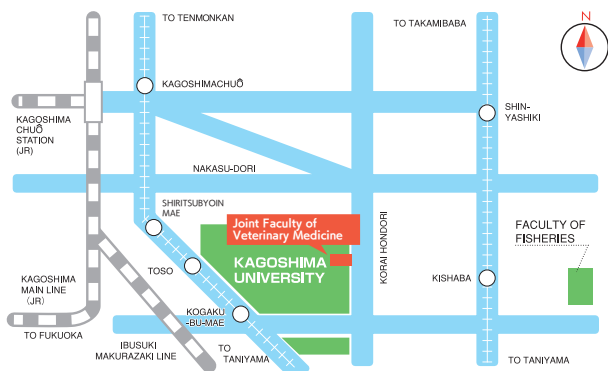 TO TENMONKAN
TO TAKAMIBABA
N
KAGOSHIMACHUŌ
KAGOSHIMA
CHUŌ
STATION
(JR)
SHIN-
YASHIKI
NAKASU-DORI
SHIRITSUBYOIN
MAE
Joint Faculty of
Veterinary Medicine
KAGOSHIMA
UNIVERSITY
KORAI HONDORI
FACULTY OF
FISHERIES
TOSO
KISHABA
KAGOSHIMA
MAIN LINE
(JR)
KOGAKU
-BU-MAE
TO FUKUOKA
IBUSUKI
MAKURAZAKI LINE
TO
TANIYAMA
TO TANIYAMA